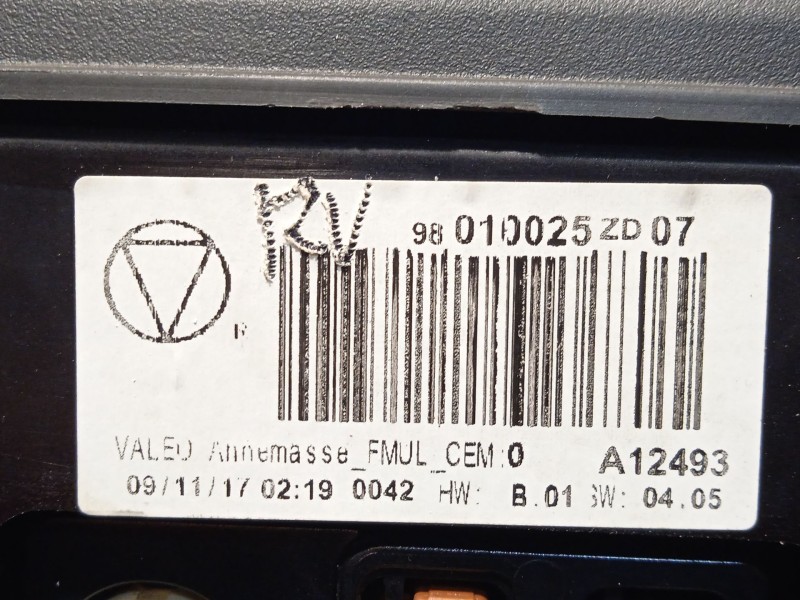 RV
98 010025 ZD 07
R
VALEO Annemasse_FMUL_CEM:0 A12493
09/11/17 02:19 0042 HW: B.01 SW: 04.05